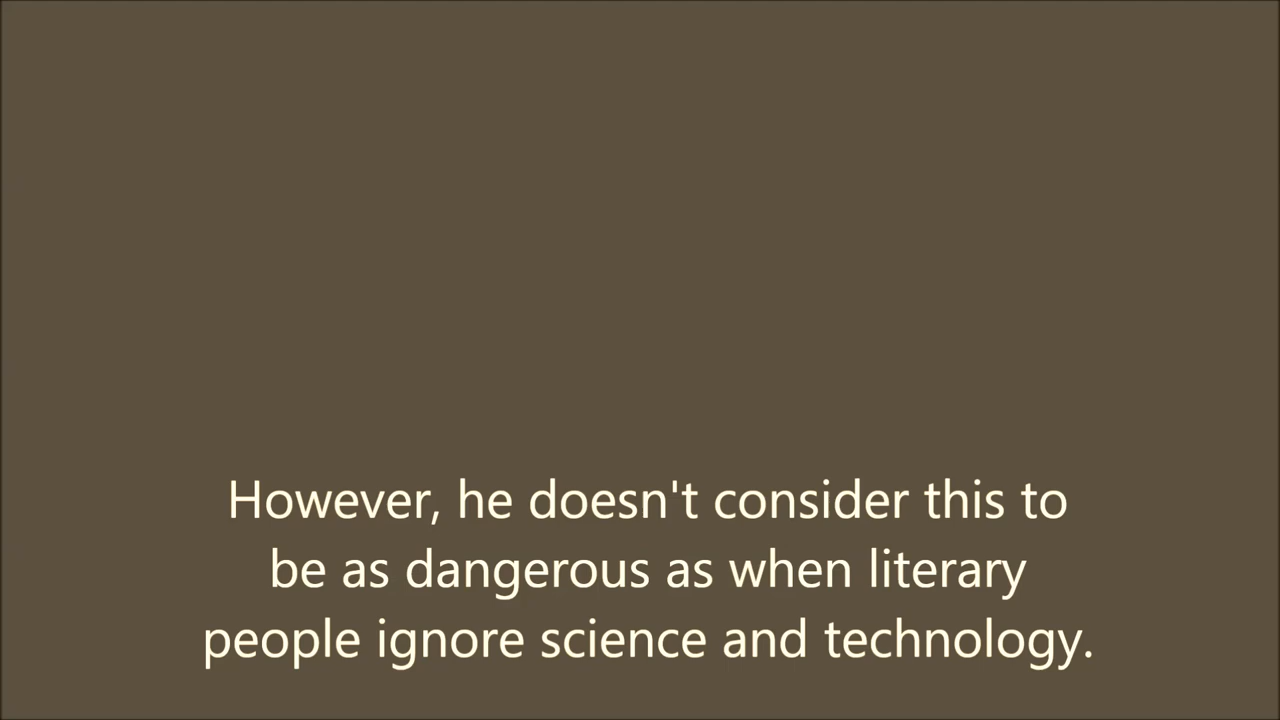 However, he doesn't consider this to
be as dangerous as when literary
people ignore science and technology.